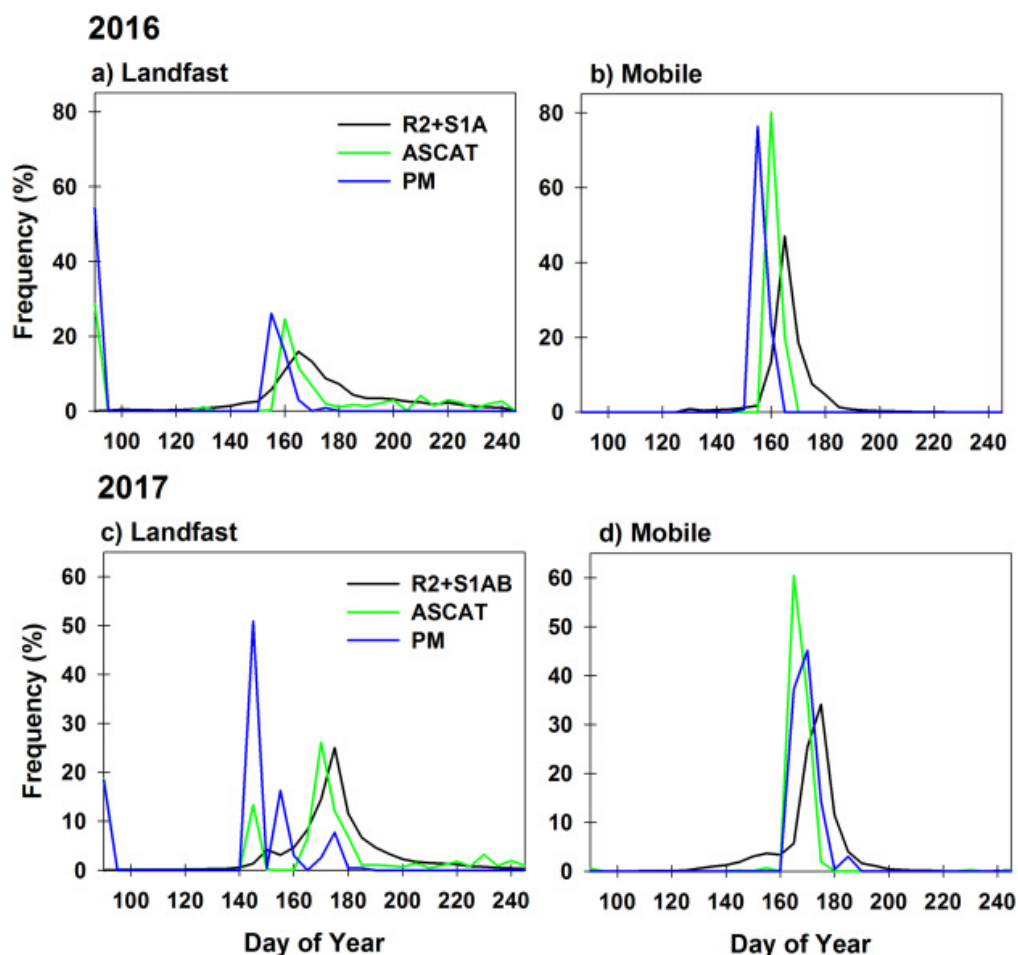 2016
a) Landfast
b) Mobile
R2+S1A
ASCAT
PM
Frequency (%)
80
60
40
20
0
100 120 140 160 180 200 220 240
80
60
40
20
0
100 120 140 160 180 200 220 240
2017
c) Landfast
d) Mobile
R2+S1AB
ASCAT
PM
Frequency (%)
60
50
40
30
20
10
0
100 120 140 160 180 200 220 240
Day of Year
60
50
40
30
20
10
0
100 120 140 160 180 200 220 240
Day of Year